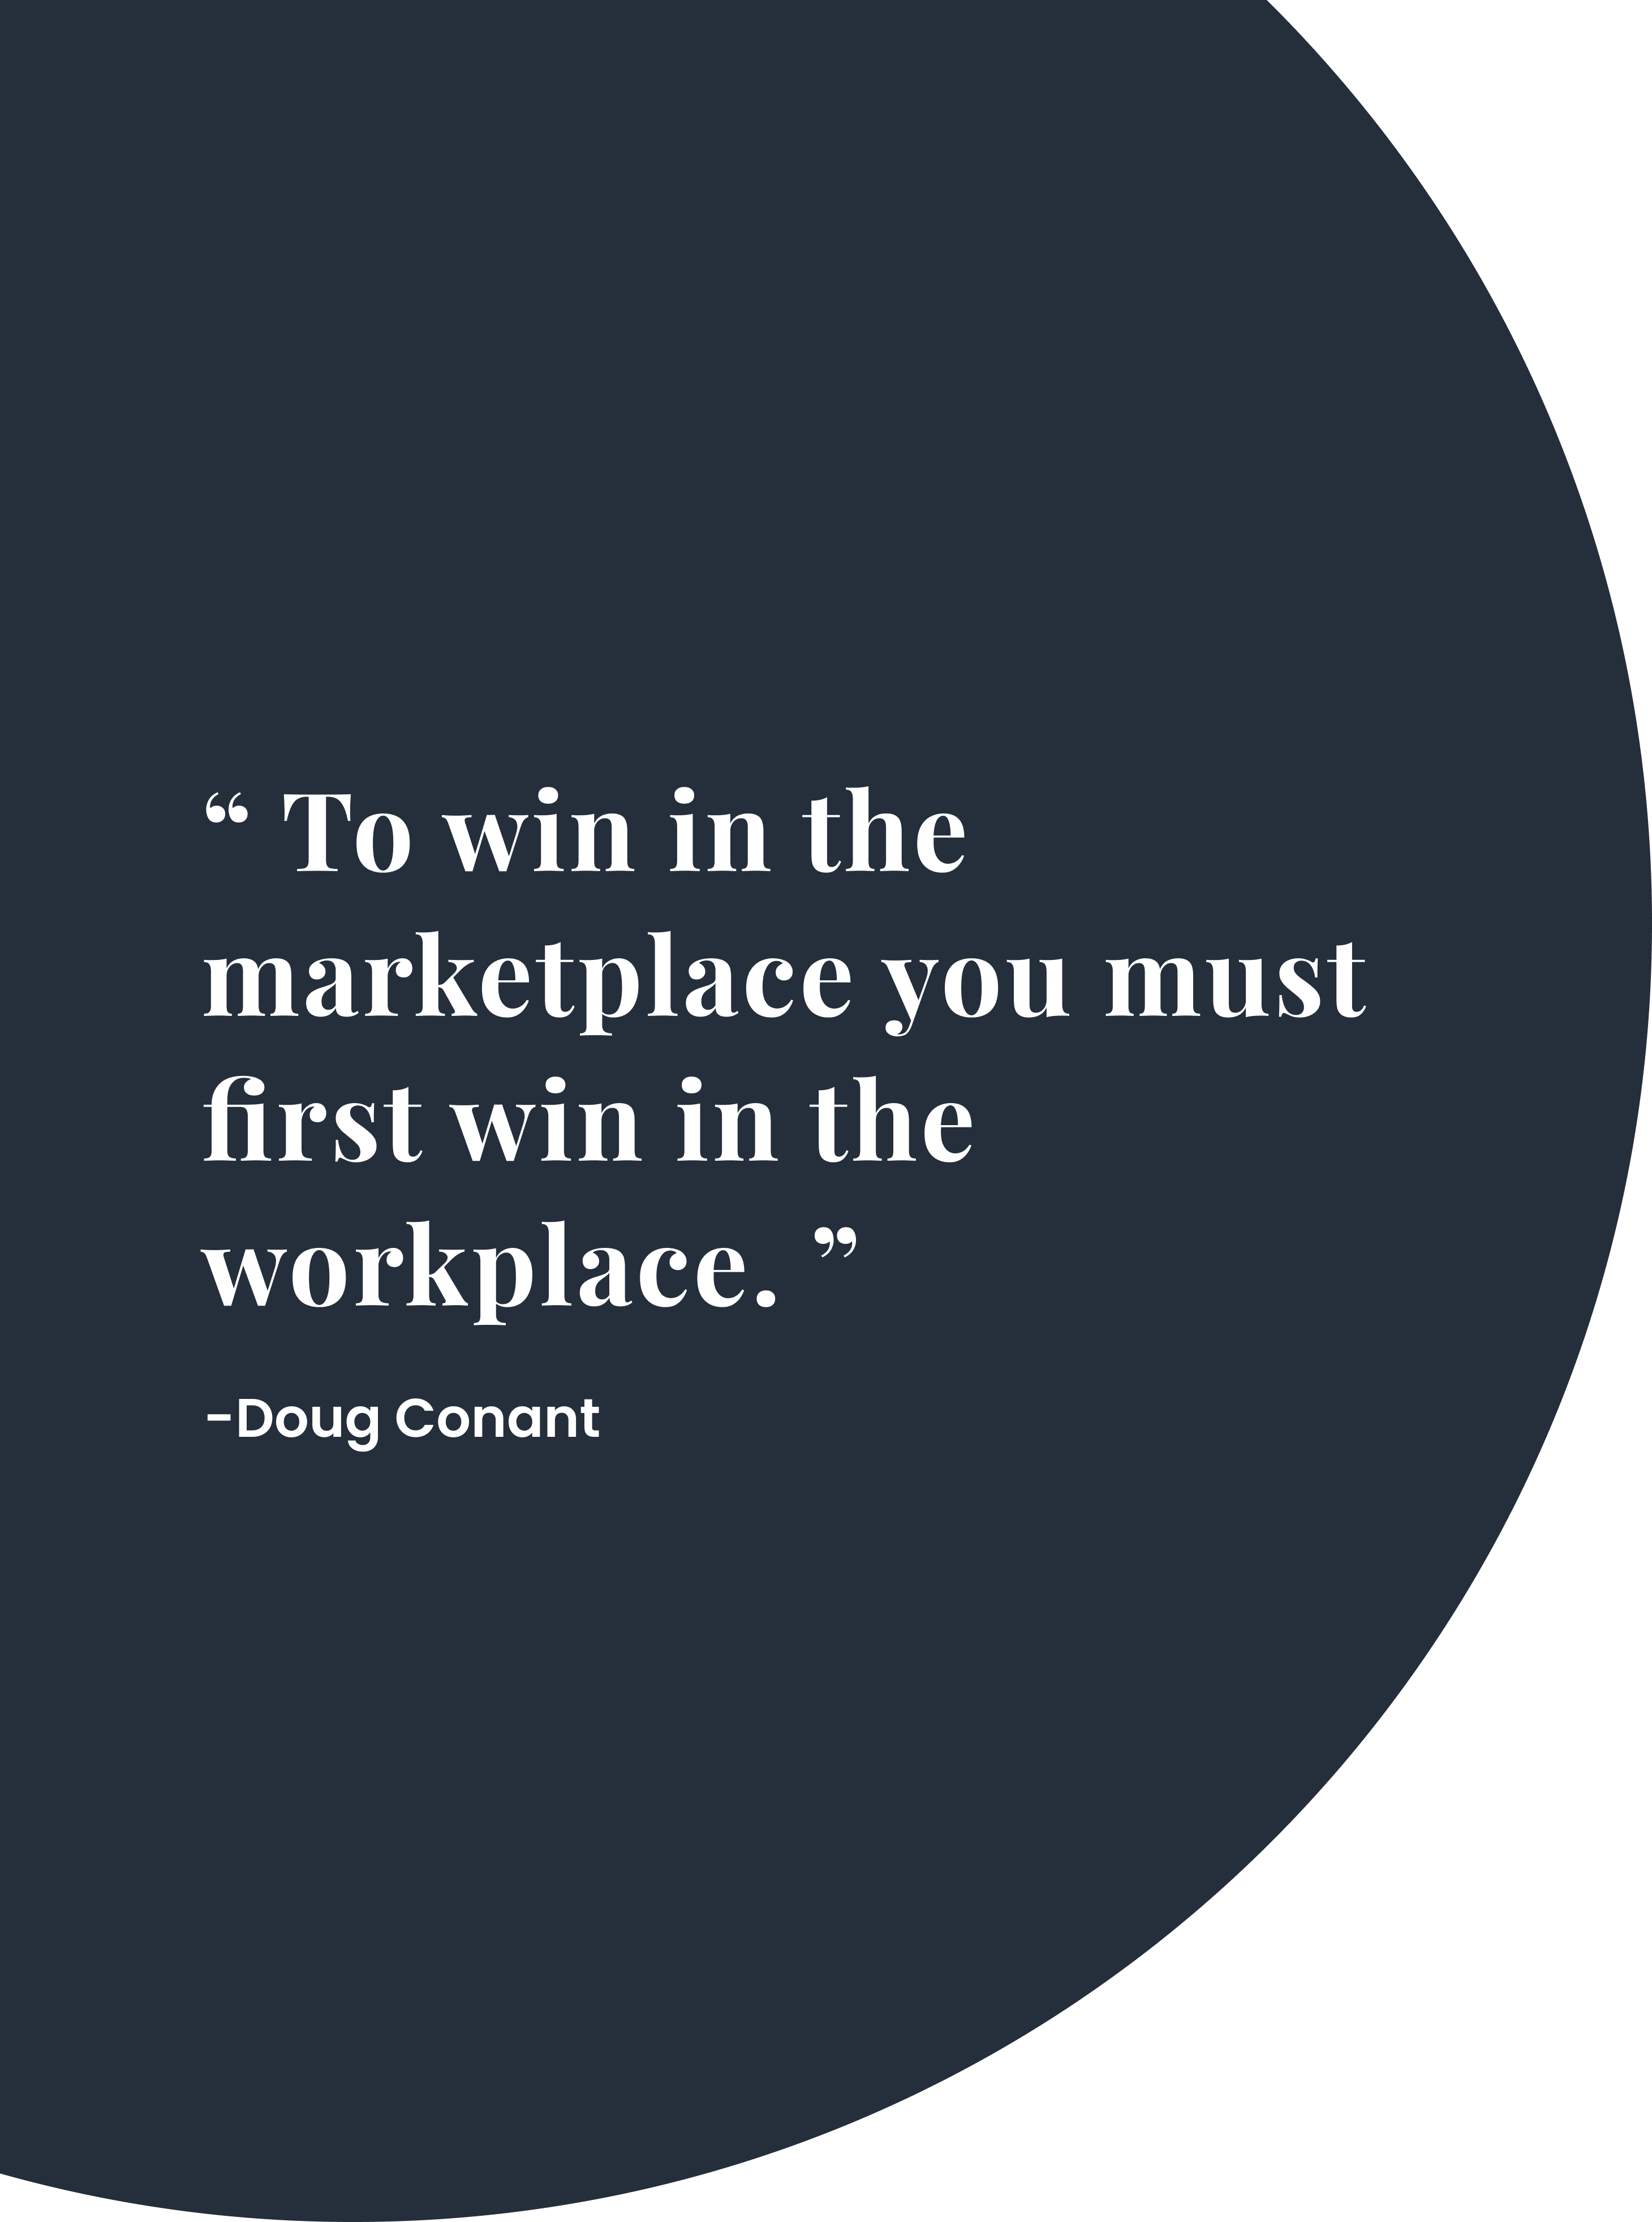 “ To win in the
marketplace you must
first win in the
workplace. ”
–Doug Conant